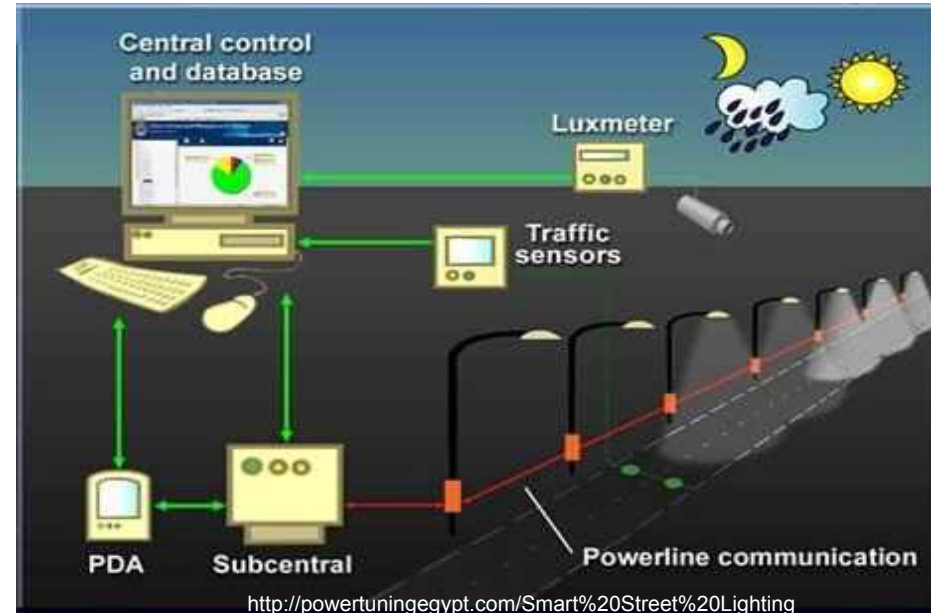 Central control
and database
Luxmeter
Traffic
sensors
PDA
Subcentral
Powerline communication
http://powertuningegypt.com/Smart%20Street%20Lighting